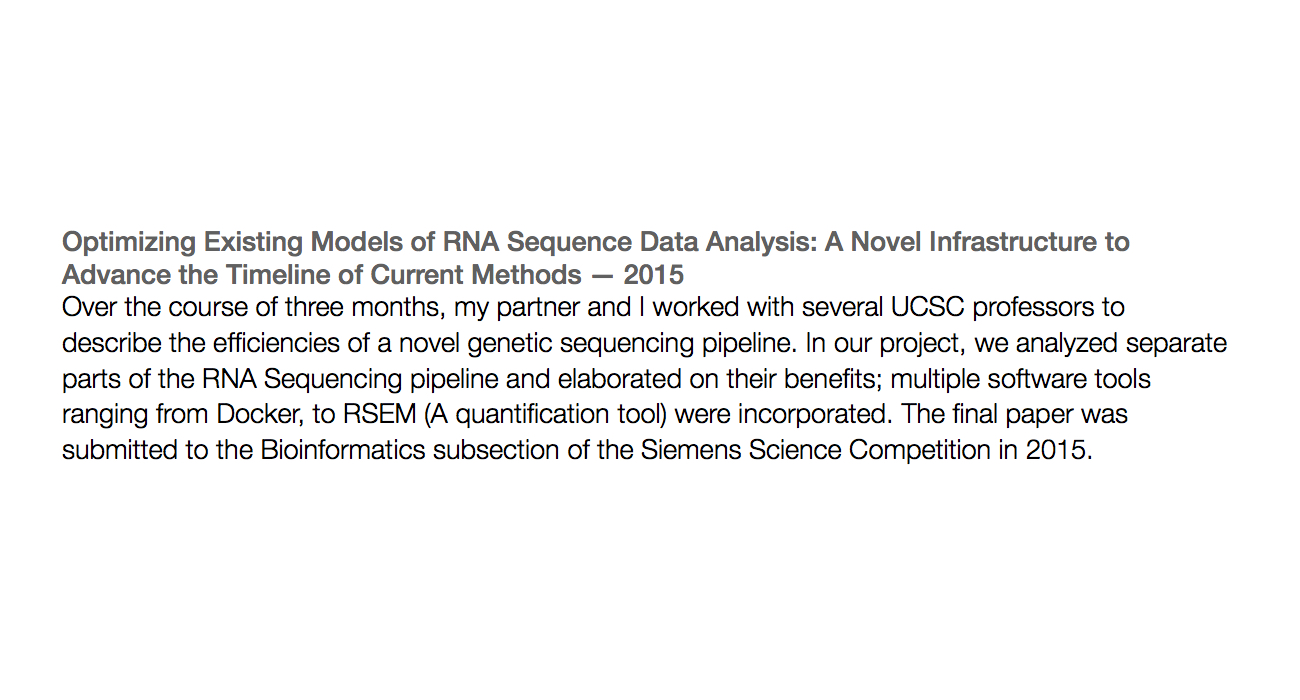 Optimizing Existing Models of RNA Sequence Data Analysis: A Novel Infrastructure to
Advance the Timeline of Current Methods — 2015
Over the course of three months, my partner and I worked with several UCSC professors to
describe the efficiencies of a novel genetic sequencing pipeline. In our project, we analyzed separate
parts of the RNA Sequencing pipeline and elaborated on their benefits; multiple software tools
ranging from Docker, to RSEM (A quantification tool) were incorporated. The final paper was
submitted to the Bioinformatics subsection of the Siemens Science Competition in 2015.